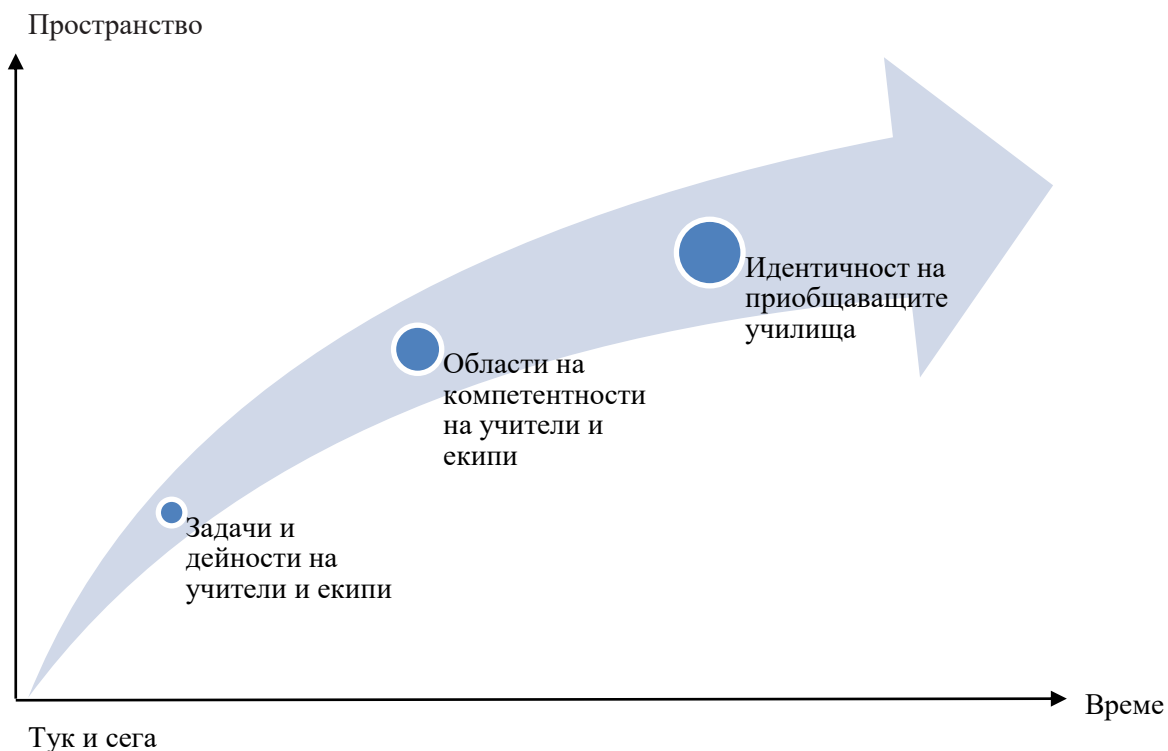 Пространство
Идентичност на
приобщаващите
училища
Области на
компетентности
на учители и
екипи
Задачи и
дейности на
учители и екипи
Време
Тук и сега